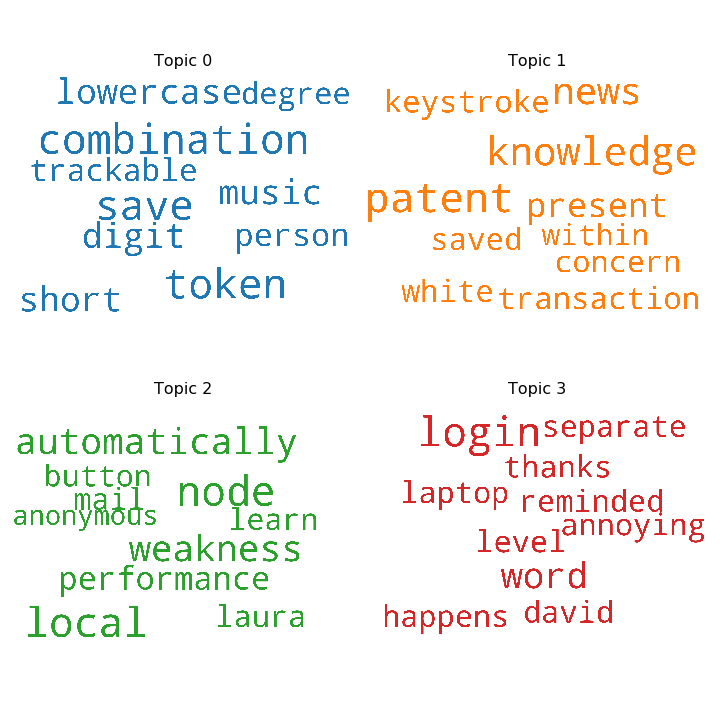 Topic 0
lowercase
degree
combination
trackable
music
save
digit
person
token
short
Topic 1
news
keystroke
knowledge
patent
present
saved
within
concern
white
transaction
Topic 2
automatically
button
node
mail
anonymous
learn
weakness
performance
local
laura
Topic 3
login
separate
thanks
laptop
reminded
annoying
level
word
happens
david